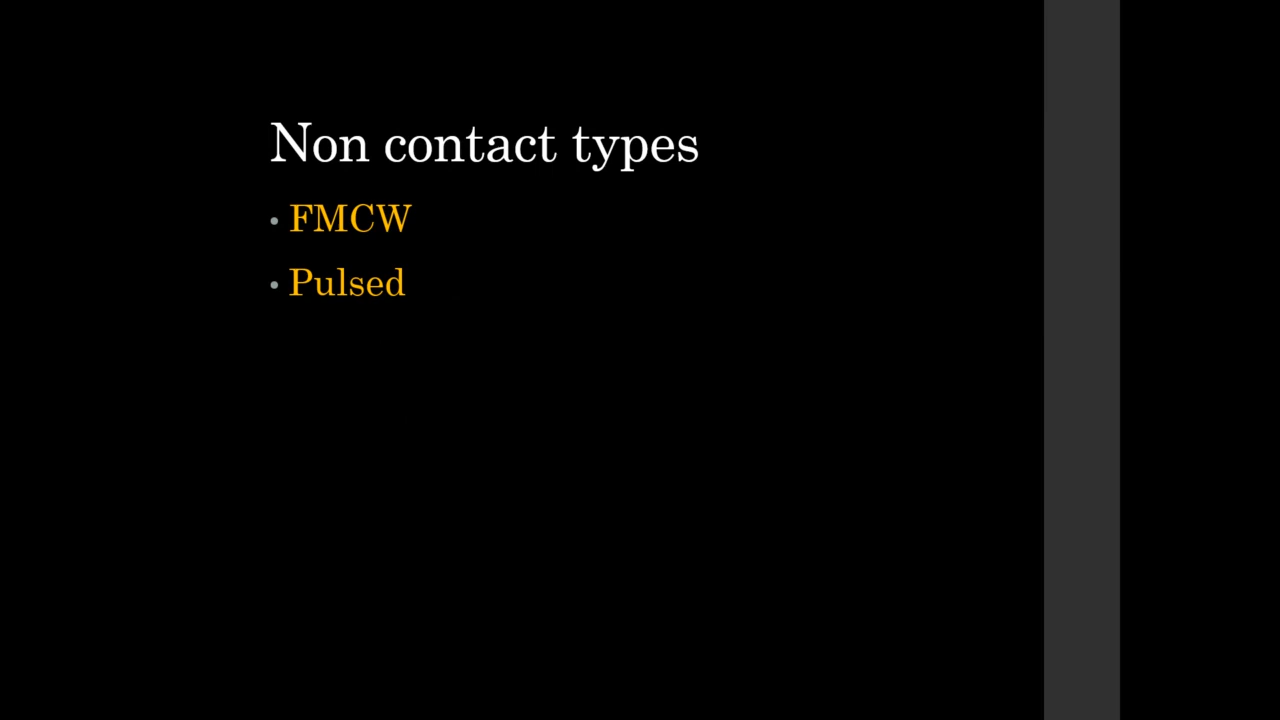 Non contact types
• FMCW
• Pulsed